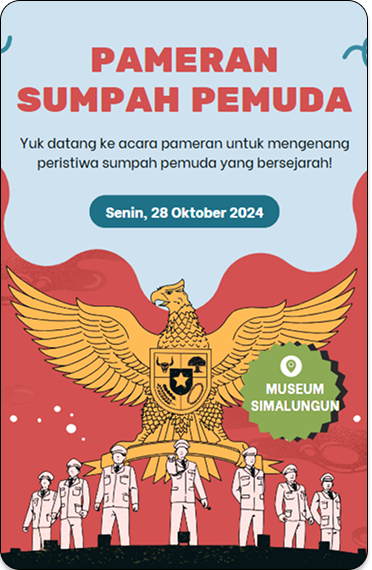 PAMERAN
SUMPAH PEMUDA
Yuk datang ke acara pameran untuk mengenang
peristiwa sumpah pemuda yang bersejarah!
Senin, 28 Oktober 2024
MUSEUM
SIMALUNGUN